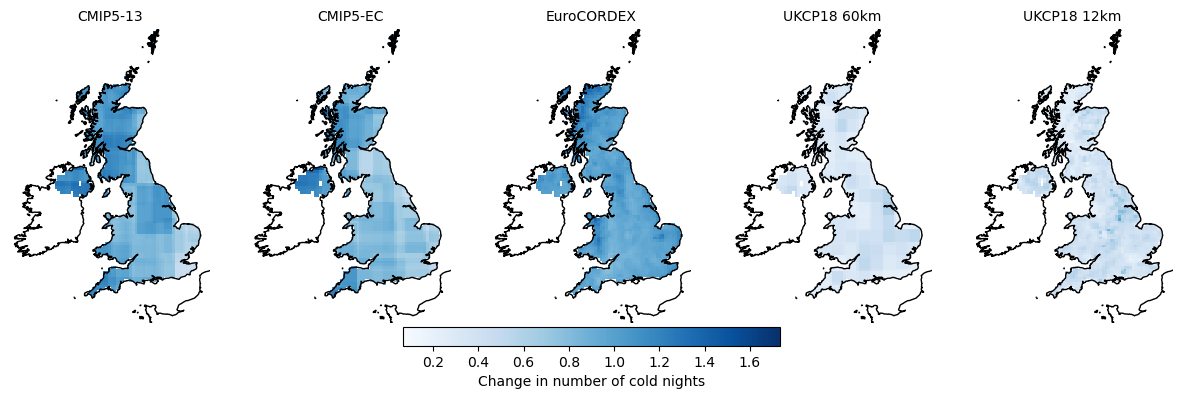 CMIP5-13
CMIP5-EC
EuroCORDEX
UKCP18 60km
UKCP18 12km
0.2 0.4 0.6 0.8 1.0 1.2 1.4 1.6
Change in number of cold nights